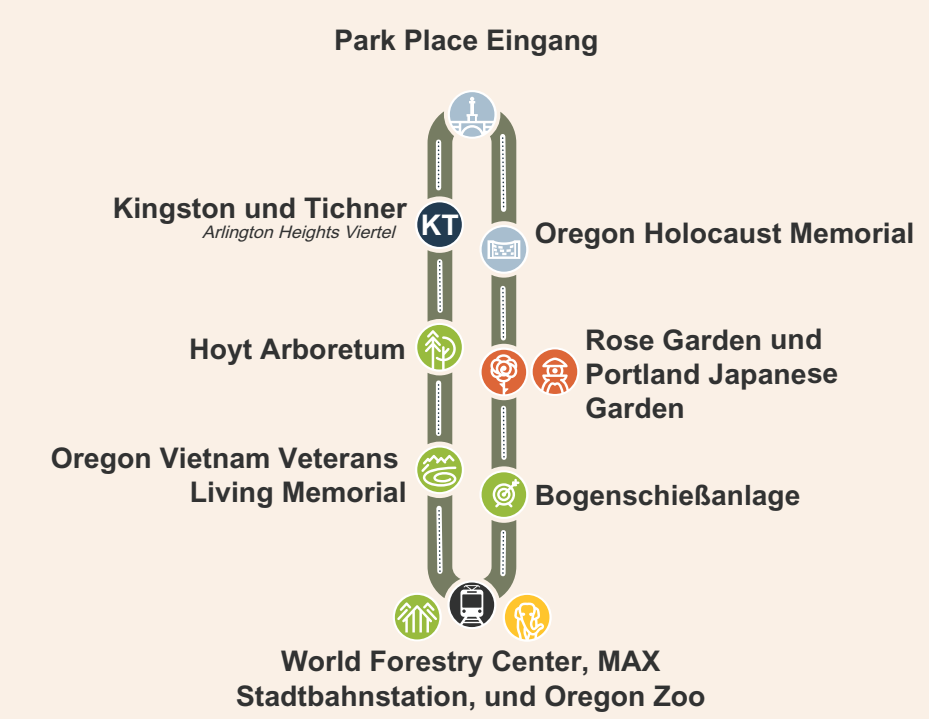 Park Place Eingang
Kingston und Tichner
Arlington Heights Viertel
KT
Oregon Holocaust Memorial
Hoyt Arboretum
Rose Garden und
Portland Japanese
Garden
Oregon Vietnam Veterans
Living Memorial
Bogenschießanlage
World Forestry Center, MAX
Stadtbahnstation, und Oregon Zoo